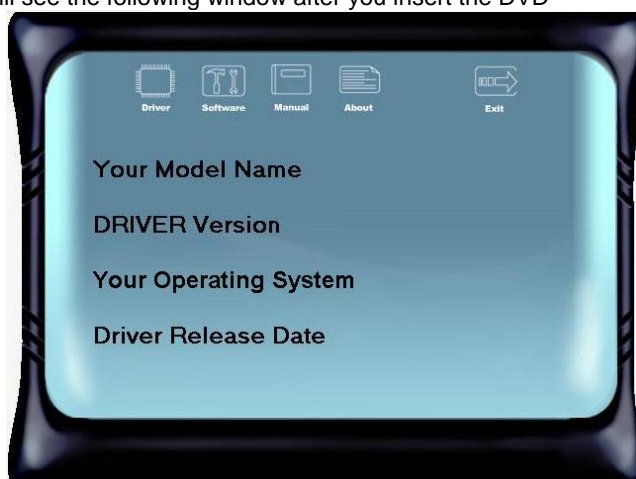 ll see the following window after you insert the DVD
Driver Software Manual About Exit
Your Model Name
DRIVER Version
Your Operating System
Driver Release Date